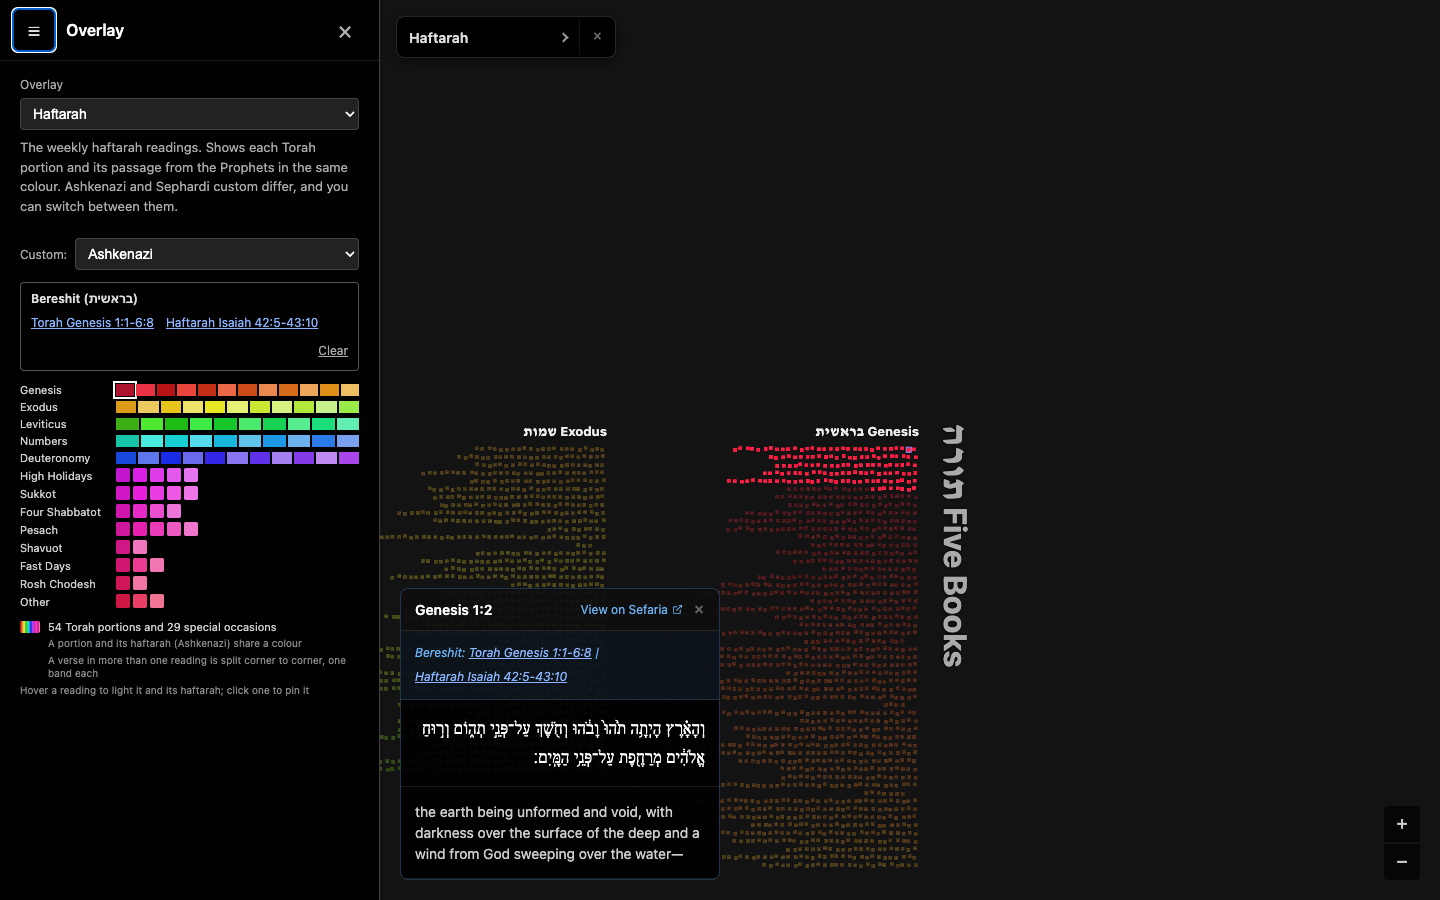 ☰ Overlay ×
Overlay
Haftarah
The weekly haftarah readings. Shows each Torah
portion and its passage from the Prophets in the same
colour. Ashkenazi and Sephardi custom differ, and you
can switch between them.
Custom: Ashkenazi
Bereshit (בראשית)
Torah Genesis 1:1-6:8 Haftarah Isaiah 42:5-43:10
Clear
Genesis
Exodus
Leviticus
Numbers
Deuteronomy
High Holidays
Sukkot
Four Shabbatot
Pesach
Shavuot
Fast Days
Rosh Chodesh
Other
54 Torah portions and 29 special occasions
A portion and its haftarah (Ashkenazi) share a colour
A verse in more than one reading is split corner to corner, one
band each
Hover a reading to light it and its haftarah; click one to pin it
Haftarah › ×
שמות Exodus
בראשית Genesis
תורה Five Books
Genesis 1:2 View on Sefaria ×
Bereshit: Torah Genesis 1:1-6:8 |
Haftarah Isaiah 42:5-43:10
וְהָאָ֗רֶץ הָיְתָ֥ה תֹ֙הוּ֙ וָבֹ֔הוּ וְחֹ֖שֶׁךְ עַל־פְּנֵ֣י תְה֑וֹם וְר֣וּחַ
אֱלֹהִ֔ים מְרַחֶ֖פֶת עַל־פְּנֵ֥י הַמָּֽיִם׃
the earth being unformed and void, with
darkness over the surface of the deep and a
wind from God sweeping over the water—
+
−